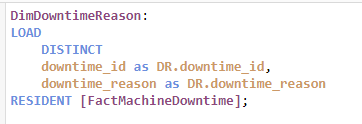 DimDowntimeReason:
LOAD
DISTINCT
downtime_id as DR.downtime_id,
downtime_reason as DR.downtime_reason
RESIDENT [FactMachineDowntime];